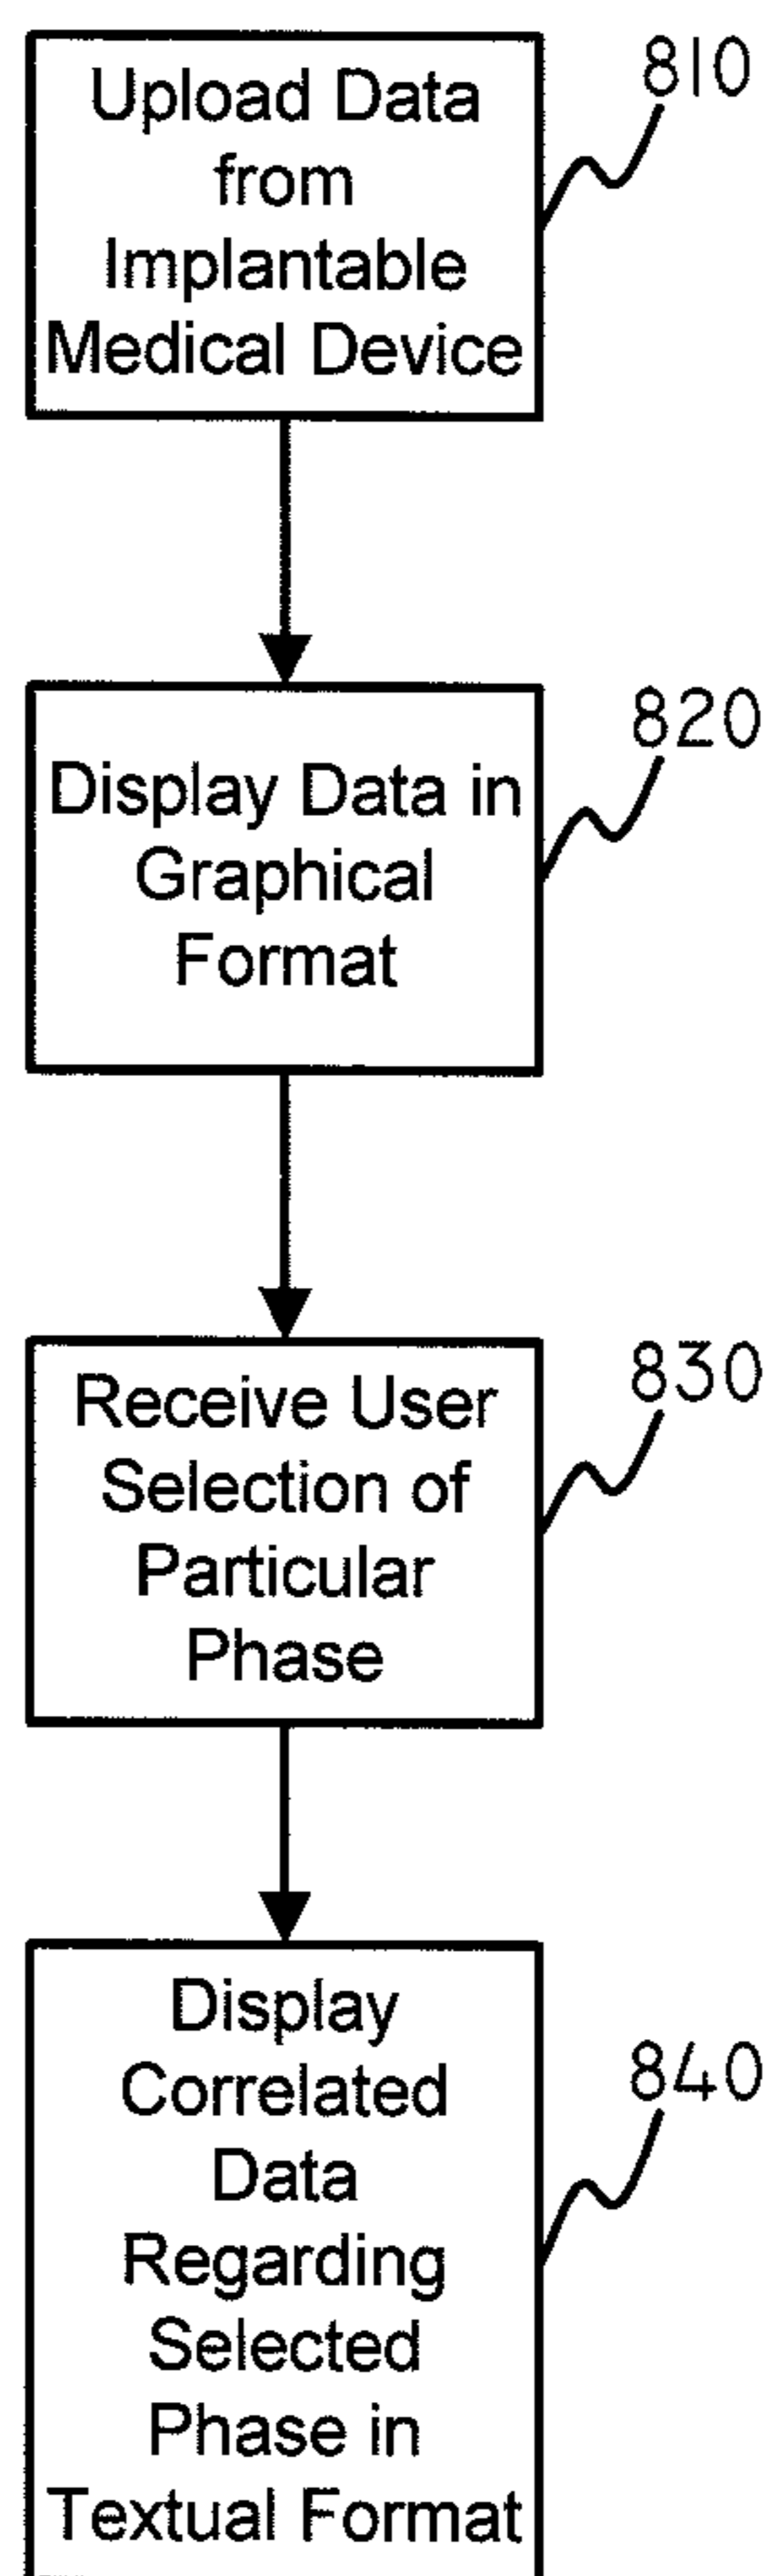 Upload Data
from
Implantable
Medical Device
810
Display Data in
Graphical
Format
820
Receive User
Selection of
Particular
Phase
830
Display
Correlated
Data
Regarding
Selected
Phase in
Textual Format
840